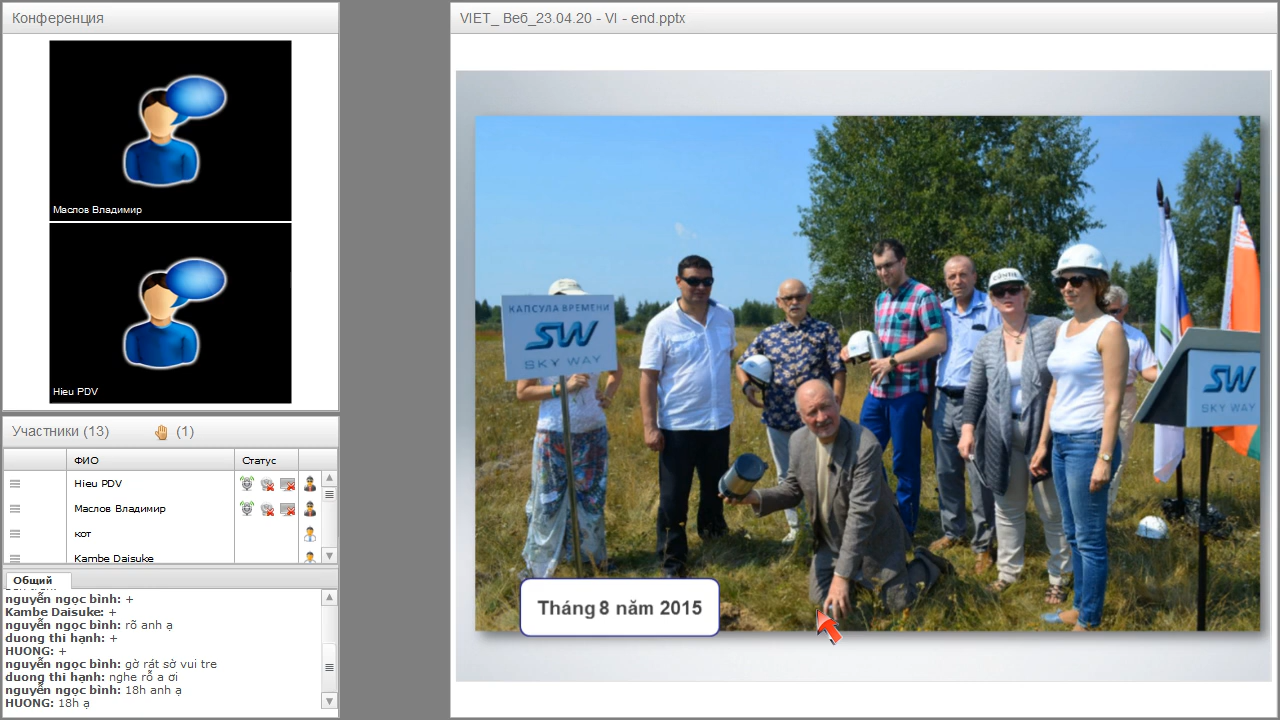 Конференция
Маслов Владимир
Hieu PDV
Участники (13) (1)
ФИО Статус
Hieu PDV
Маслов Владимир
кот
Kambe Daisuke
Общий
nguyễn ngọc bình: +
Kambe Daisuke: +
nguyễn ngọc bình: rõ anh ạ
duong thi hạnh: +
HUONG: +
nguyễn ngọc bình: gờ rát sờ vui tre
duong thi hạnh: nghe rỗ a ơi
nguyễn ngọc bình: 18h anh ạ
HUONG: 18h ạ
VIET_ Веб_23.04.20 - VI - end.pptx
КАПСУЛА ВРЕМЕНИ
SW
SKY WAY
SW
SKY WAY
Tháng 8 năm 2015